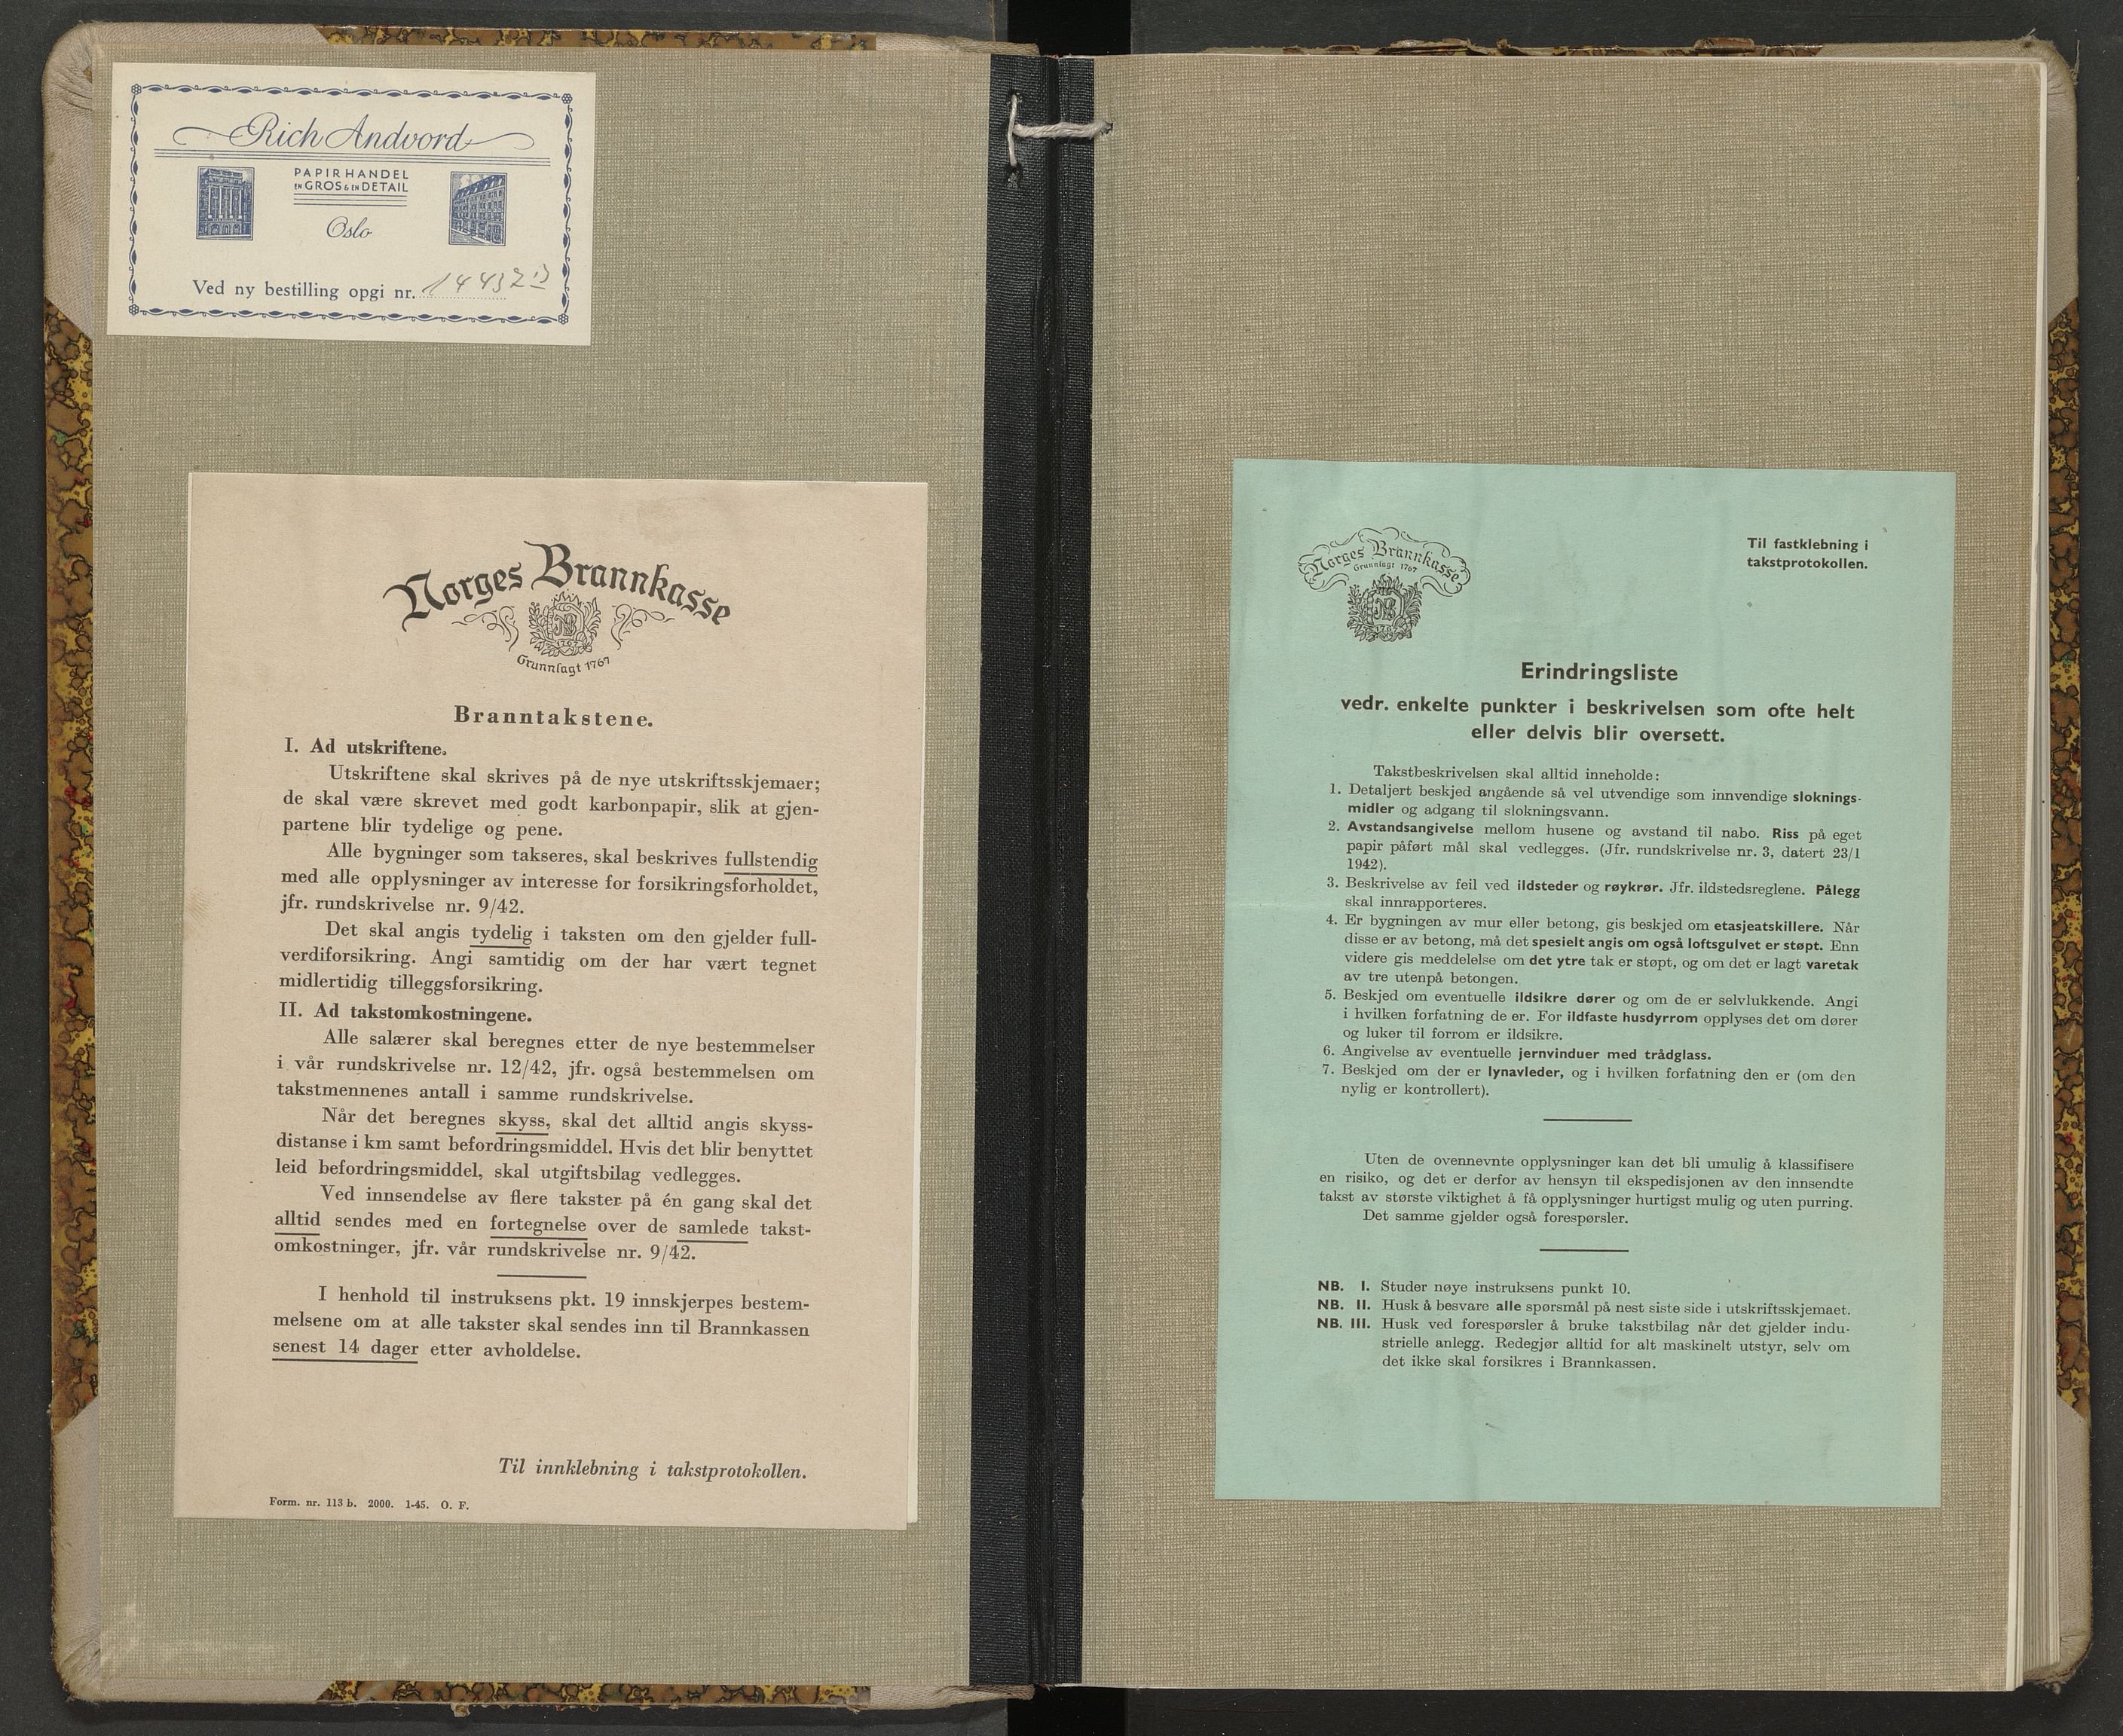 Rich Andvord
PAPIRHANDEL
EN GROS & EN DETAIL
Oslo
Ved ny bestilling opgi nr.
Norges Brannkasse
NB
1767
Grunnlagt 1767
Branntakstene.
I. Ad utskriftene.
Utskriftene skal skrives på de nye utskriftsskjemaer;
de skal være skrevet med godt karbonpapir, slik at gjen-
partene blir tydelige og pene.
Alle bygninger som takseres, skal beskrives fullstendig
med alle opplysninger av interesse for forsikringsforholdet,
jfr. rundskrivelse nr. 9/42.
Det skal angis tydelig i taksten om den gjelder full-
verdiforsikring. Angi samtidig om der har vært tegnet
midlertidig tilleggsforsikring.
II. Ad takstomkostningene.
Alle salærer skal beregnes etter de nye bestemmelser
i vår rundskrivelse nr. 12/42, jfr. også bestemmelsen om
takstmennenes antall i samme rundskrivelse.
Når det beregnes skyss, skal det alltid angis skyss-
distanse i km samt befordringsmiddel. Hvis det blir benyttet
leid befordringsmiddel, skal utgiftsbilag vedlegges.
Ved innsendelse av flere takster på én gang skal det
alltid sendes med en fortegnelse over de samlede takst-
omkostninger, jfr. vår rundskrivelse nr. 9/42.
I henhold til instruksens pkt. 19 innskjerpes bestem-
melsene om at alle takster skal sendes inn til Brannkassen
senest 14 dager etter avholdelse.
Til innklebning i takstprotokollen.
Form. nr. 113 b. 2000. 1-45. O. F.
Norges Brannkasse
Grunnlagt 1767
NB
1767
Til fastklebning i
takstprotokollen.
Erindringsliste
vedr. enkelte punkter i beskrivelsen som ofte helt
eller delvis blir oversett.
Takstbeskrivelsen skal alltid inneholde:
1. Detaljert beskjed angående så vel utvendige som innvendige sloknings-
midler og adgang til slokningsvann.
2. Avstandsangivelse mellom husene og avstand til nabo. Riss på eget
papir påført mål skal vedlegges. (Jfr. rundskrivelse nr. 3, datert 23/1
1942).
3. Beskrivelse av feil ved ildsteder og røykrør. Jfr. ildstedsreglene. Pålegg
skal innrapporteres.
4. Er bygningen av mur eller betong, gis beskjed om etasjeatskillere. Når
disse er av betong, må det spesielt angis om også loftsgulvet er støpt. Enn
videre gis meddelelse om det ytre tak er støpt, og om det er lagt varetak
av tre utenpå betongen.
5. Beskjed om eventuelle ildsikre dører og om de er selvlukkende. Angi
i hvilken forfatning de er. For ildfaste husdyrrom opplyses det om dører
og luker til forrom er ildsikre.
6. Angivelse av eventuelle jernvinduer med trådglass.
7. Beskjed om der er lynavleder, og i hvilken forfatning den er (om den
nylig er kontrollert).
Uten de ovennevnte opplysninger kan det bli umulig å klassifisere
en risiko, og det er derfor av hensyn til ekspedisjonen av den innsendte
takst av største viktighet å få opplysninger hurtigst mulig og uten purring.
Det samme gjelder også forespørsler.
NB. I. Studer nøye instruksens punkt 10.
NB. II. Husk å besvare alle spørsmål på nest siste side i utskriftsskjemaet.
NB. III. Husk ved forespørsler å bruke takstbilag når det gjelder indu-
strielle anlegg. Redegjør alltid for alt maskinelt utstyr, selv om
det ikke skal forsikres i Brannkassen.